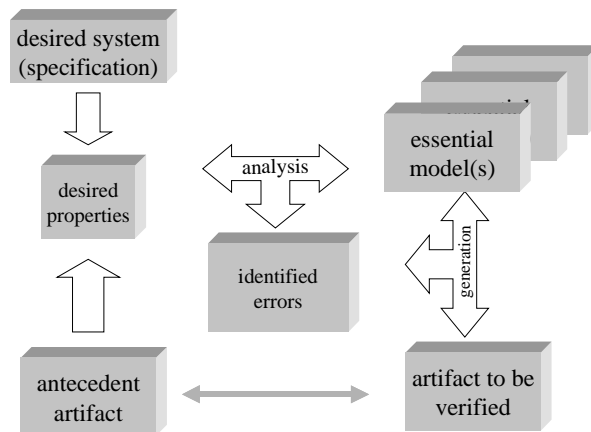 desired system
(specification)
analysis
essential
model(s)
desired
properties
identified
errors
generation
antecedent
artifact
artifact to be
verified